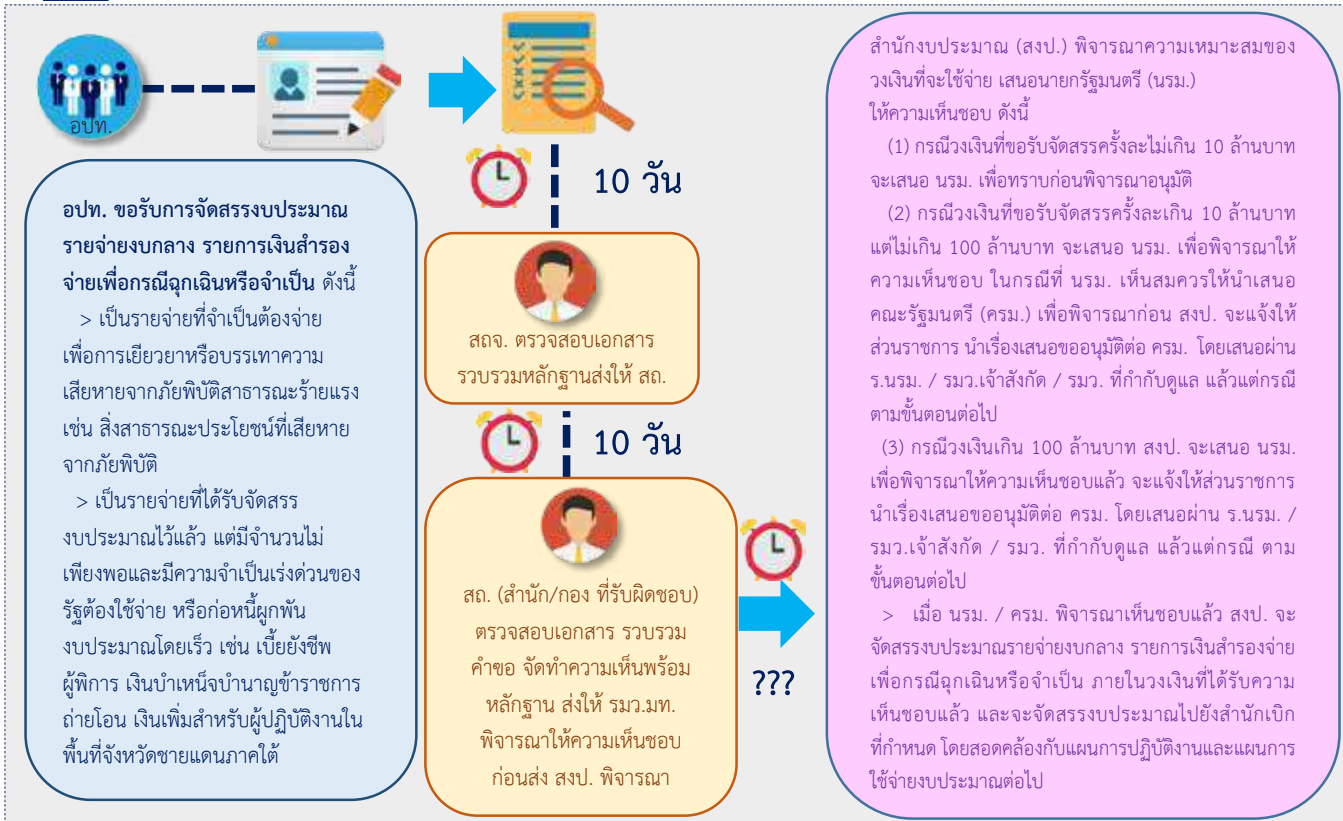 อปท.
อปท. ขอรับการจัดสรรงบประมาณ
รายจ่ายงบกลาง รายการเงินสำรอง
จ่ายเพื่อกรณีฉุกเฉินหรือจำเป็น ดังนี้
> เป็นรายจ่ายที่จำเป็นต้องจ่าย
เพื่อการเยียวยาหรือบรรเทาความ
เสียหายจากภัยพิบัติสาธารณะร้ายแรง
เช่น สิ่งสาธารณะประโยชน์ที่เสียหาย
จากภัยพิบัติ
> เป็นรายจ่ายที่ได้รับจัดสรร
งบประมาณไว้แล้ว แต่มีจำนวนไม่
เพียงพอและมีความจำเป็นเร่งด่วนของ
รัฐต้องใช้จ่าย หรือก่อหนี้ผูกพัน
งบประมาณโดยเร็ว เช่น เบี้ยยังชีพ
ผู้พิการ เงินบำเหน็จบำนาญข้าราชการ
ถ่ายโอน เงินเพิ่มสำหรับผู้ปฏิบัติงานใน
พื้นที่จังหวัดชายแดนภาคใต้
10 วัน
สถจ. ตรวจสอบเอกสาร
รวบรวมหลักฐานส่งให้ สถ.
10 วัน
สถ. (สำนัก/กอง ที่รับผิดชอบ)
ตรวจสอบเอกสาร รวบรวม
คำขอ จัดทำความเห็นพร้อม
หลักฐาน ส่งให้ รมว.มท.
พิจารณาให้ความเห็นชอบ
ก่อนส่ง สงป. พิจารณา
???
สำนักงบประมาณ (สงป.) พิจารณาความเหมาะสมของ
วงเงินที่จะใช้จ่าย เสนอนายกรัฐมนตรี (นรม.)
ให้ความเห็นชอบ ดังนี้
(1) กรณีวงเงินที่ขอรับจัดสรรครั้งละไม่เกิน 10 ล้านบาท
จะเสนอ นรม. เพื่อทราบก่อนพิจารณาอนุมัติ
(2) กรณีวงเงินที่ขอรับจัดสรรครั้งละเกิน 10 ล้านบาท
แต่ไม่เกิน 100 ล้านบาท จะเสนอ นรม. เพื่อพิจารณาให้
ความเห็นชอบ ในกรณีที่ นรม. เห็นสมควรให้นำเสนอ
คณะรัฐมนตรี (ครม.) เพื่อพิจารณาก่อน สงป. จะแจ้งให้
ส่วนราชการ นำเรื่องเสนอขออนุมัติต่อ ครม. โดยเสนอผ่าน
ร.นรม. / รมว.เจ้าสังกัด / รมว. ที่กำกับดูแล แล้วแต่กรณี
ตามขั้นตอนต่อไป
(3) กรณีวงเงินเกิน 100 ล้านบาท สงป. จะเสนอ นรม.
เพื่อพิจารณาให้ความเห็นชอบแล้ว จะแจ้งให้ส่วนราชการ
นำเรื่องเสนอขออนุมัติต่อ ครม. โดยเสนอผ่าน ร.นรม. /
รมว.เจ้าสังกัด / รมว. ที่กำกับดูแล แล้วแต่กรณี ตาม
ขั้นตอนต่อไป
> เมื่อ นรม. / ครม. พิจารณาเห็นชอบแล้ว สงป. จะ
จัดสรรงบประมาณรายจ่ายงบกลาง รายการเงินสำรองจ่าย
เพื่อกรณีฉุกเฉินหรือจำเป็น ภายในวงเงินที่ได้รับความ
เห็นชอบแล้ว และจะจัดสรรงบประมาณไปยังสำนักเบิก
ที่กำหนด โดยสอดคล้องกับแผนการปฏิบัติงานและแผนการ
ใช้จ่ายงบประมาณต่อไป